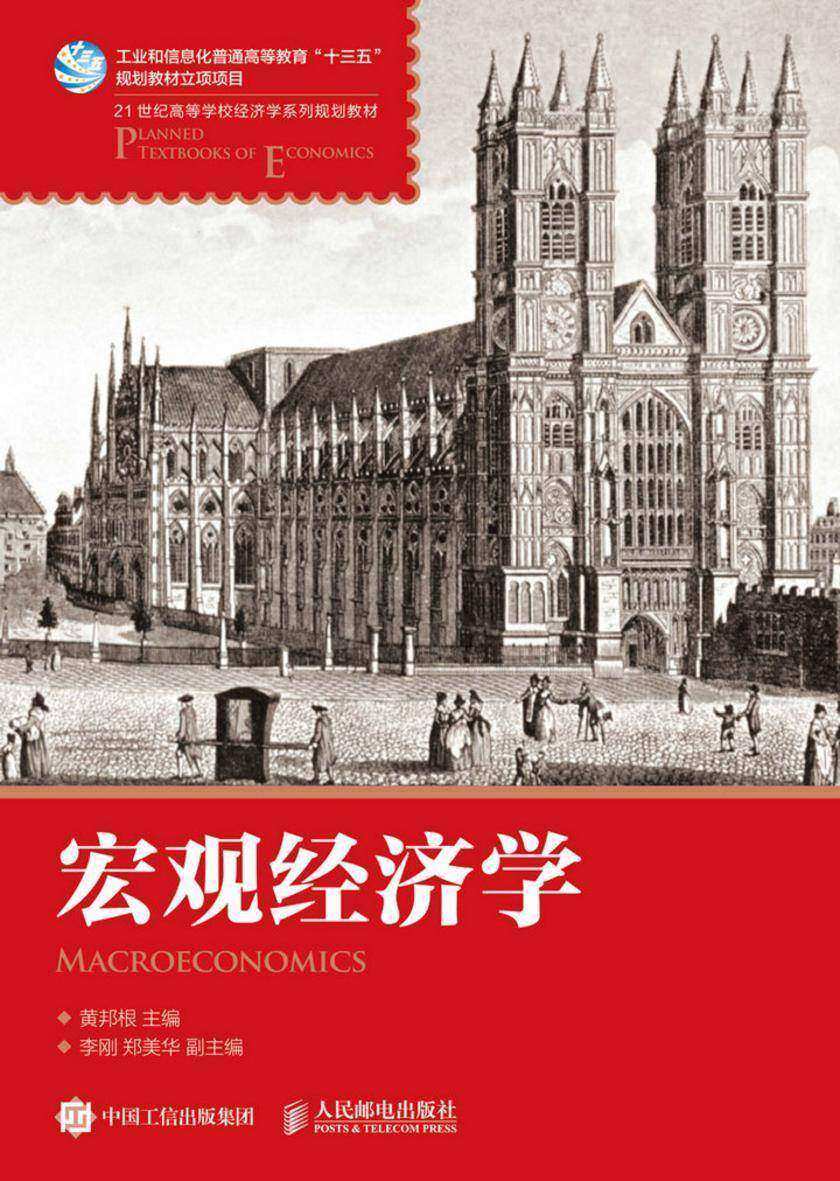 十三五
工业和信息化普通高等教育“十三五”
规划教材立项项目
21世纪高等学校经济学系列规划教材
PLANNED
TEXTBOOKS OF ECONOMICS
宏观经济学
MACROECONOMICS
◆ 黄邦根 主编
◆ 李刚 郑美华 副主编
中国工信出版集团
人民邮电出版社
POSTS & TELECOM PRESS